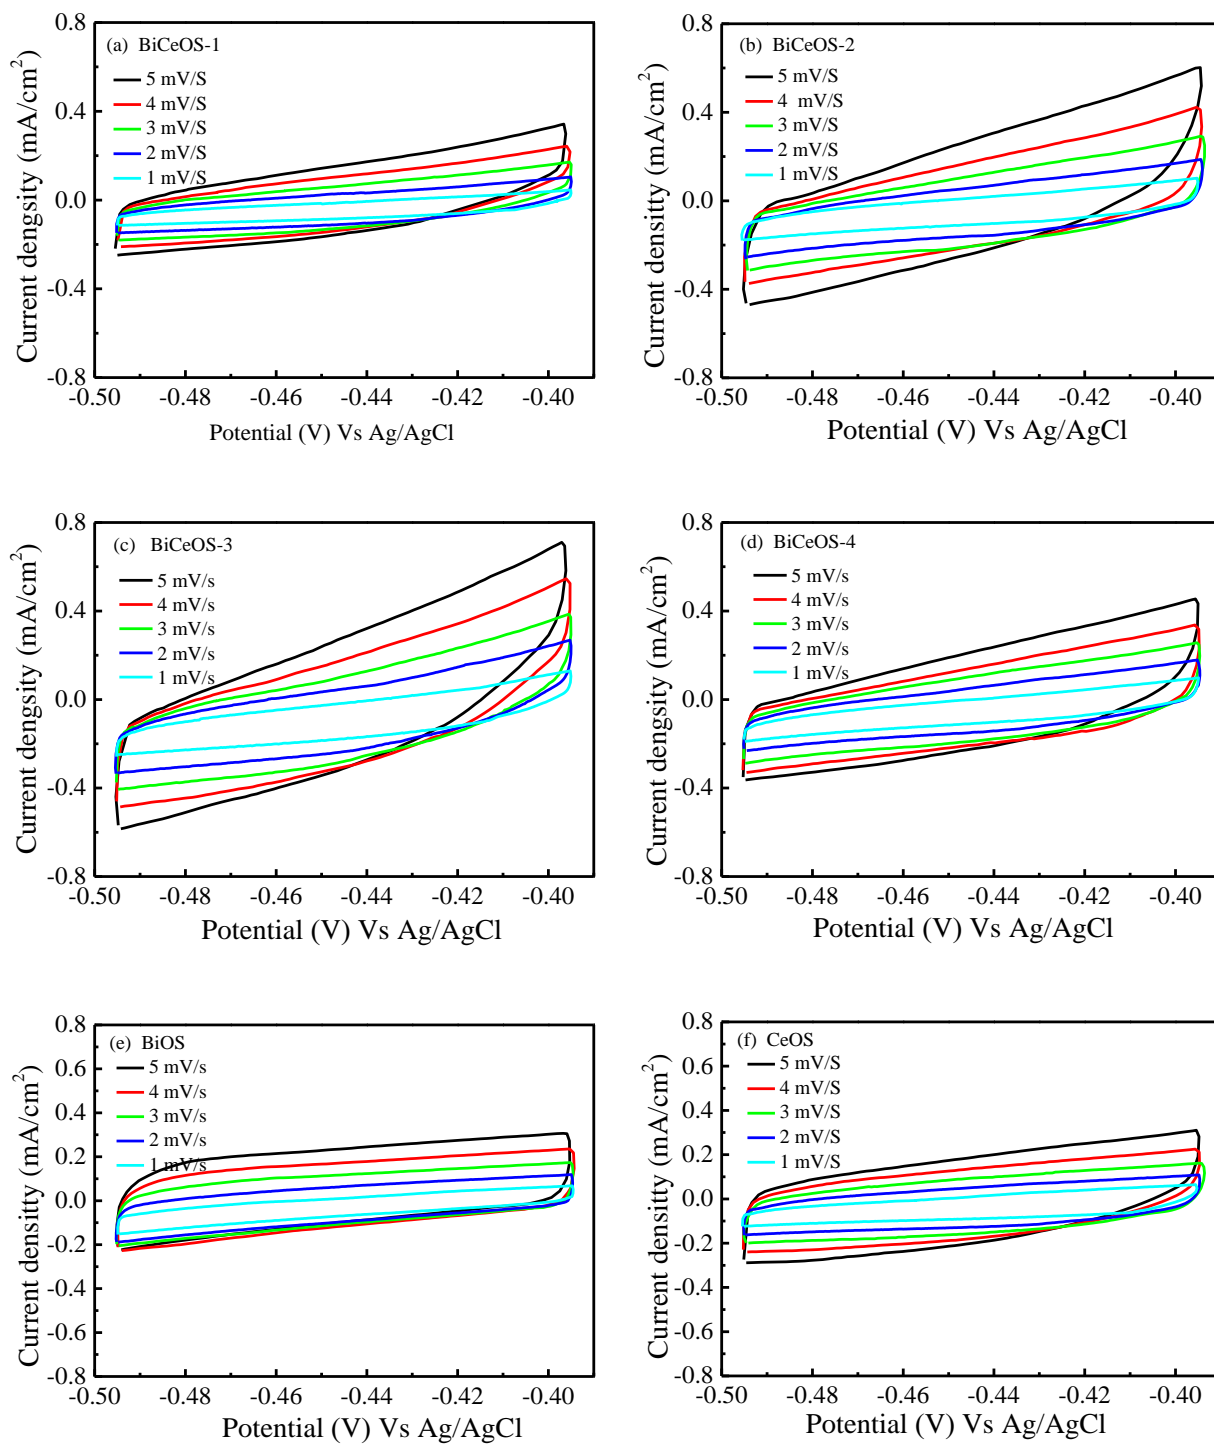 (a) BiCeOS-1
5 mV/S
4 mV/S
3 mV/S
2 mV/S
1 mV/S
0.8
0.4
0.0
-0.4
-0.8
Current dengsity (mA/cm²)
-0.50 -0.48 -0.46 -0.44 -0.42 -0.40
Potential (V) Vs Ag/AgCl
(b) BiCeOS-2
5 mV/S
4 mV/S
3 mV/S
2 mV/S
1 mV/S
0.8
0.4
0.0
-0.4
-0.8
Current density (mA/cm²)
-0.50 -0.48 -0.46 -0.44 -0.42 -0.40
Potential (V) Vs Ag/AgCl
(c) BiCeOS-3
5 mV/s
4 mV/s
3 mV/s
2 mV/s
1 mV/s
0.8
0.4
0.0
-0.4
-0.8
Current dengsity (mA/cm²)
-0.50 -0.48 -0.46 -0.44 -0.42 -0.40
Potential (V) Vs Ag/AgCl
(d) BiCeOS-4
5 mV/s
4 mV/s
3 mV/s
2 mV/s
1 mV/s
0.8
0.4
0.0
-0.4
-0.8
Current dengsity (mA/cm²)
-0.50 -0.48 -0.46 -0.44 -0.42 -0.40
Potential (V) Vs Ag/AgCl
(e) BiOS
5 mV/s
4 mV/s
3 mV/s
2 mV/s
1 mV/s
0.8
0.6
0.4
0.2
0.0
-0.2
-0.4
-0.6
-0.8
Current density (mA/cm²)
-0.50 -0.48 -0.46 -0.44 -0.42 -0.40
Potential (V) Vs Ag/AgCl
(f) CeOS
5 mV/S
4 mV/S
3 mV/S
2 mV/S
1 mV/S
0.8
0.6
0.4
0.2
0.0
-0.2
-0.4
-0.6
-0.8
Current densitty (mA/cm²)
-0.50 -0.48 -0.46 -0.44 -0.42 -0.40
Potential (V) Vs Ag/AgCl